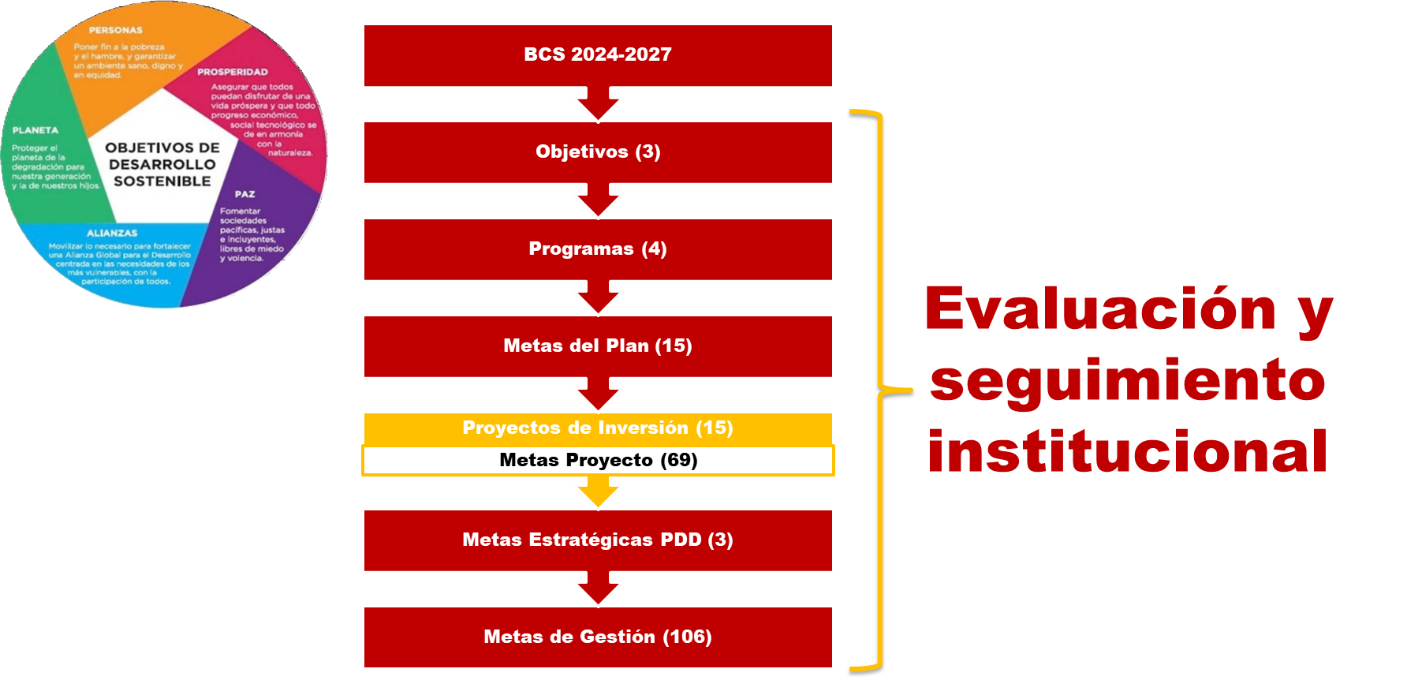 PERSONAS
Poner fin a la pobreza
y el hambre, y garantizar
un ambiente sano, digno y
en equidad.
PROSPERIDAD
Asegurar que todos
puedan disfrutar de una
vida próspera y que todo
progreso económico,
social tecnológico se
de en armonía
con la
naturaleza.
PLANETA
Proteger el
planeta de la
degradación para
nuestra generación
y la de nuestros hijos
OBJETIVOS DE
DESARROLLO
SOSTENIBLE
PAZ
Fomentar
sociedades
pacíficas, justas
e incluyentes,
libres de miedo
y volencia.
ALIANZAS
Movilizar lo necesario para fortalecer
una Alianza Global para el Desarrollo
centrada en las necesidades de los
más vulnerables, con la
participación de todos.
BCS 2024-2027
Objetivos (3)
Programas (4)
Metas del Plan (15)
Proyectos de Inversión (15)
Metas Proyecto (69)
Metas Estratégicas PDD (3)
Metas de Gestión (106)
Evaluación y
seguimiento
institucional